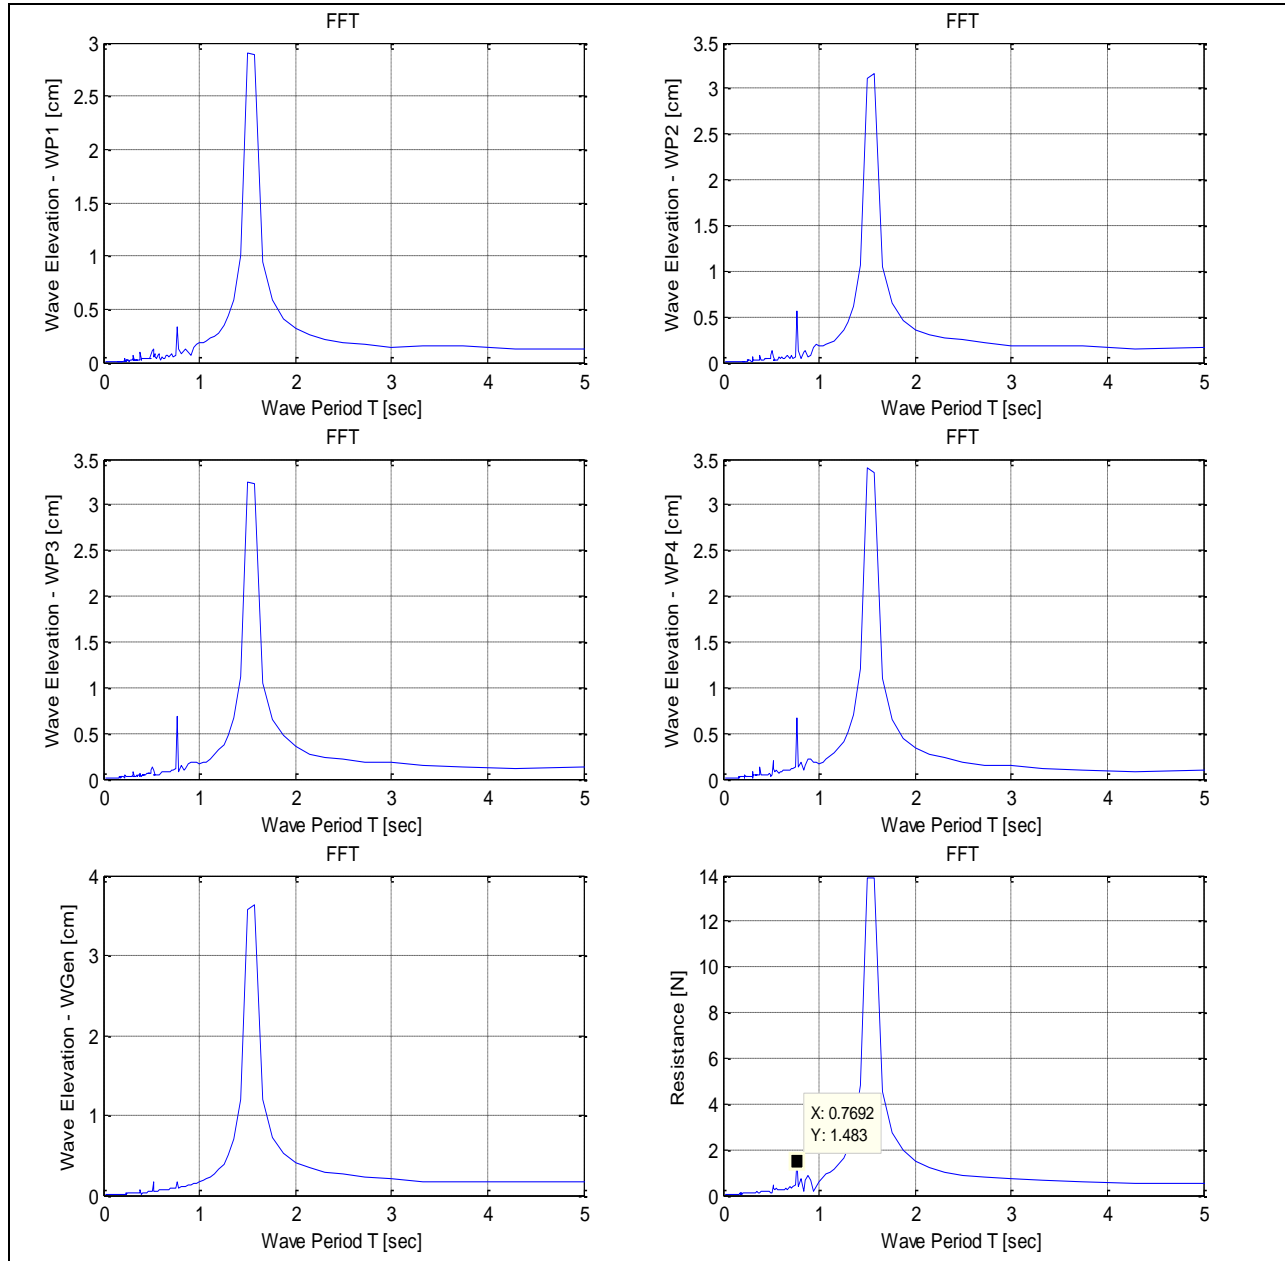 FFT
Wave Elevation - WP1 [cm]
3
2.5
2
1.5
1
0.5
0
0 1 2 3 4 5
Wave Period T [sec]
FFT
Wave Elevation - WP2 [cm]
3.5
3
2.5
2
1.5
1
0.5
0
0 1 2 3 4 5
Wave Period T [sec]
FFT
Wave Elevation - WP3 [cm]
3.5
3
2.5
2
1.5
1
0.5
0
0 1 2 3 4 5
Wave Period T [sec]
FFT
Wave Elevation - WP4 [cm]
3.5
3
2.5
2
1.5
1
0.5
0
0 1 2 3 4 5
Wave Period T [sec]
FFT
Wave Elevation - WGen [cm]
4
3
2
1
0
0 1 2 3 4 5
Wave Period T [sec]
FFT
Resistance [N]
14
12
10
8
6
4
2
0
X: 0.7692
Y: 1.483
0 1 2 3 4 5
Wave Period T [sec]